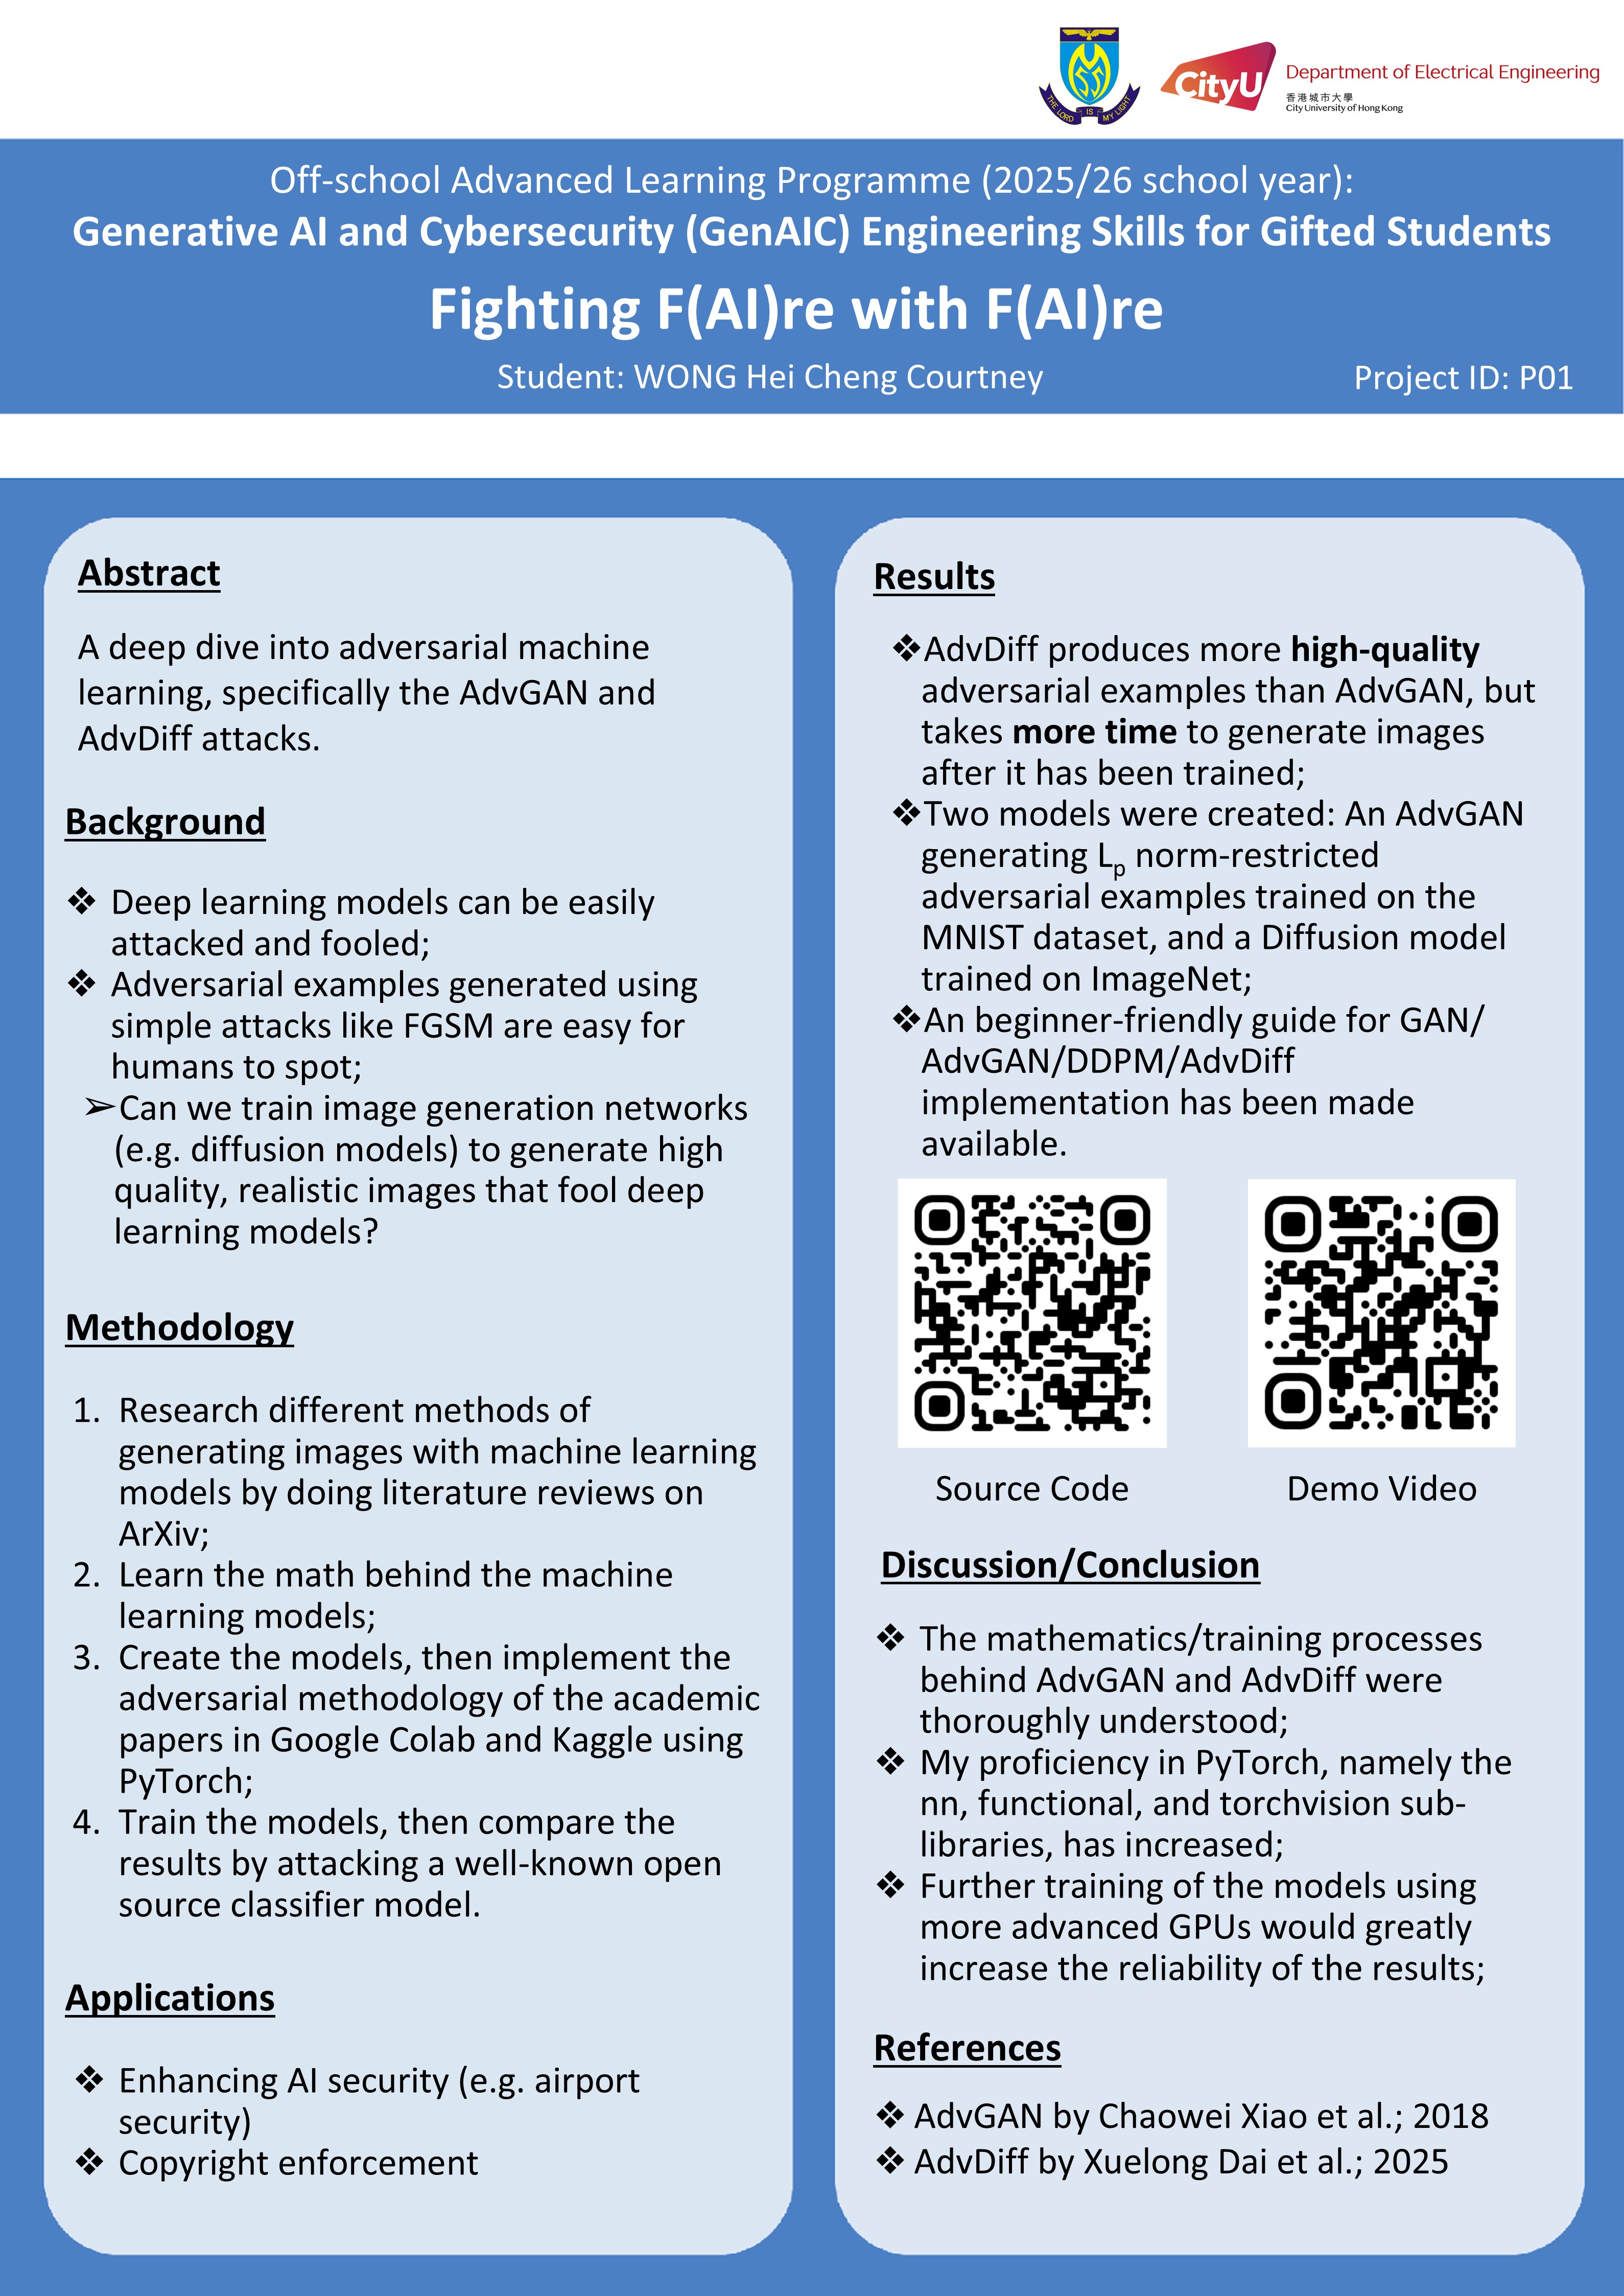 THE LORD IS MY LIGHT
CityU
Department of Electrical Engineering
香港城市大學
City University of Hong Kong
Off-school Advanced Learning Programme (2025/26 school year):
Generative AI and Cybersecurity (GenAIC) Engineering Skills for Gifted Students
Fighting F(AI)re with F(AI)re
Student: WONG Hei Cheng Courtney
Project ID: P01
Abstract
A deep dive into adversarial machine
learning, specifically the AdvGAN and
AdvDiff attacks.
Background
❖ Deep learning models can be easily
attacked and fooled;
❖ Adversarial examples generated using
simple attacks like FGSM are easy for
humans to spot;
➢Can we train image generation networks
(e.g. diffusion models) to generate high
quality, realistic images that fool deep
learning models?
Methodology
1. Research different methods of
generating images with machine learning
models by doing literature reviews on
ArXiv;
2. Learn the math behind the machine
learning models;
3. Create the models, then implement the
adversarial methodology of the academic
papers in Google Colab and Kaggle using
PyTorch;
4. Train the models, then compare the
results by attacking a well-known open
source classifier model.
Applications
❖ Enhancing AI security (e.g. airport
security)
❖ Copyright enforcement
Results
❖AdvDiff produces more high-quality
adversarial examples than AdvGAN, but
takes more time to generate images
after it has been trained;
❖Two models were created: An AdvGAN
generating Lp norm-restricted
adversarial examples trained on the
MNIST dataset, and a Diffusion model
trained on ImageNet;
❖An beginner-friendly guide for GAN/
AdvGAN/DDPM/AdvDiff
implementation has been made
available.
Source Code
Demo Video
Discussion/Conclusion
❖ The mathematics/training processes
behind AdvGAN and AdvDiff were
thoroughly understood;
❖ My proficiency in PyTorch, namely the
nn, functional, and torchvision sub-
libraries, has increased;
❖ Further training of the models using
more advanced GPUs would greatly
increase the reliability of the results;
References
❖ AdvGAN by Chaowei Xiao et al.; 2018
❖ AdvDiff by Xuelong Dai et al.; 2025